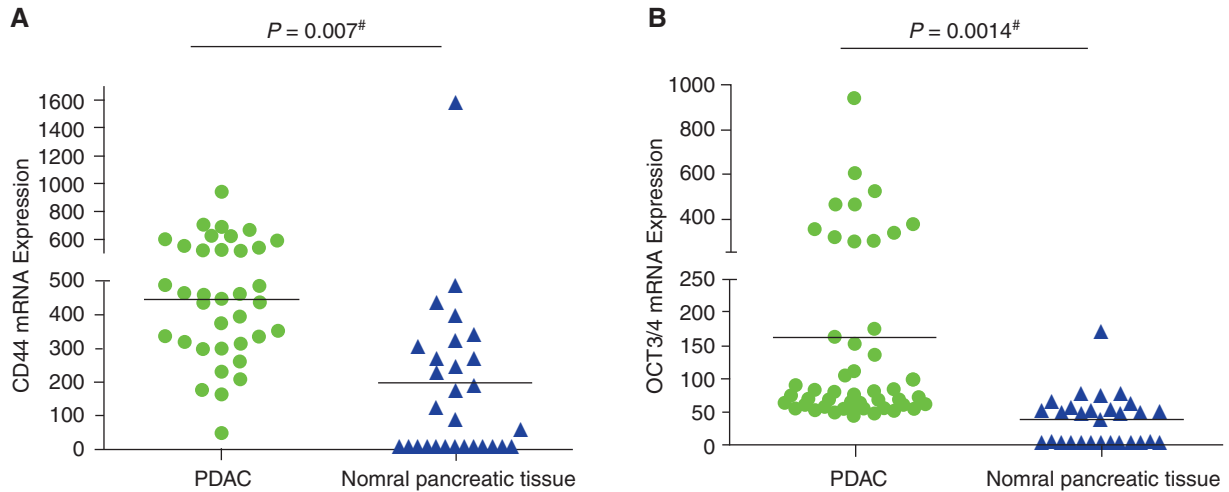 A
P = 0.007#
CD44 mRNA Expression
1600
1400
1200
1000
800
600
500
400
300
200
100
0
PDAC
Nomral pancreatic tissue
B
P = 0.0014#
OCT3/4 mRNA Expression
1000
800
600
400
250
200
150
100
50
0
PDAC
Nomral pancreatic tissue